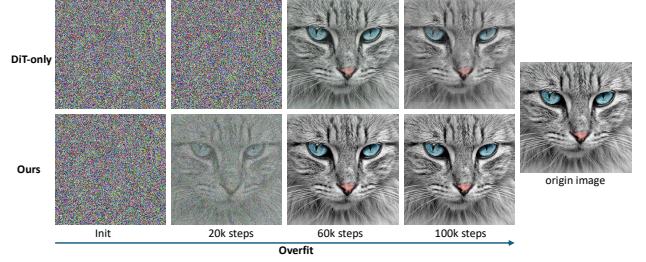 DiT-only
Ours
origin image
Init
20k steps
60k steps
100k steps
Overfit